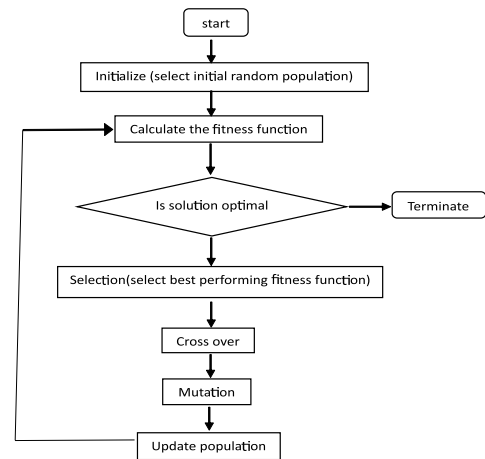 start
Initialize (select initial random population)
Calculate the fitness function
Is solution optimal
Terminate
Selection(select best performing fitness function)
Cross over
Mutation
Update population